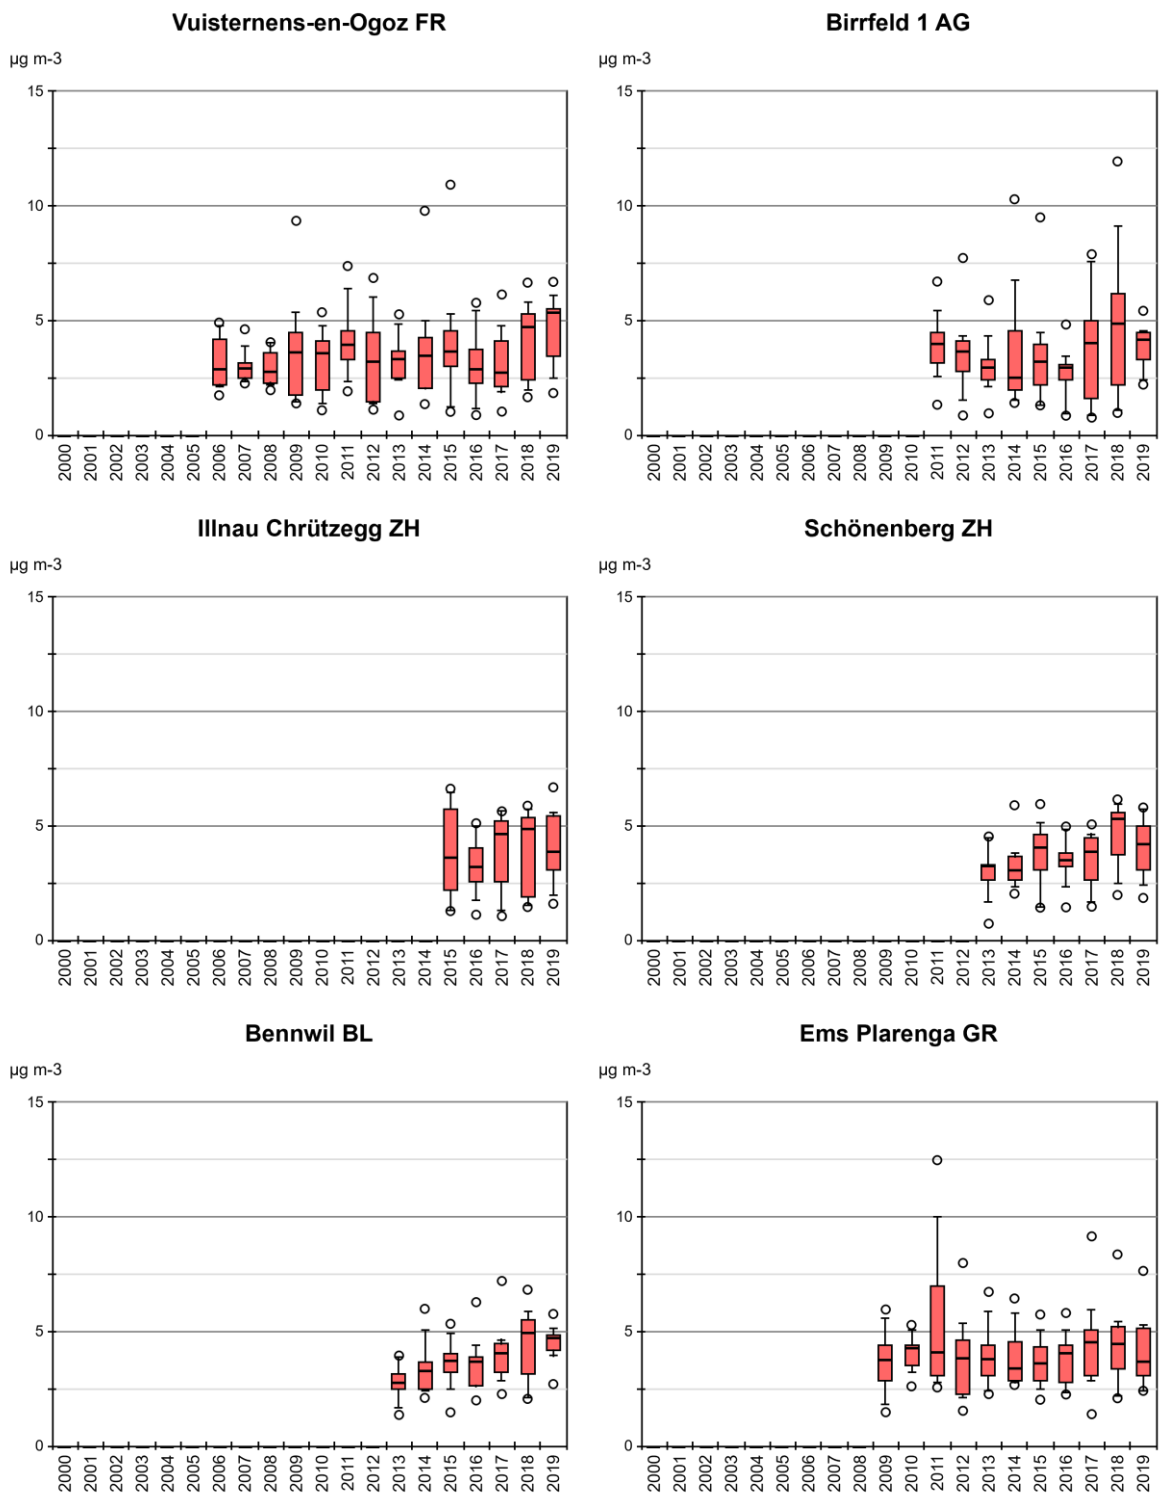 Vuisternens-en-Ogoz FR
Birrfeld 1 AG
µg m-3
µg m-3
15
10
5
0
15
10
5
0
2000 2001 2002 2003 2004 2005 2006 2007 2008 2009 2010 2011 2012 2013 2014 2015 2016 2017 2018 2019
2000 2001 2002 2003 2004 2005 2006 2007 2008 2009 2010 2011 2012 2013 2014 2015 2016 2017 2018 2019
Illnau Chrützegg ZH
Schönenberg ZH
µg m-3
µg m-3
15
10
5
0
15
10
5
0
2000 2001 2002 2003 2004 2005 2006 2007 2008 2009 2010 2011 2012 2013 2014 2015 2016 2017 2018 2019
2000 2001 2002 2003 2004 2005 2006 2007 2008 2009 2010 2011 2012 2013 2014 2015 2016 2017 2018 2019
Bennwil BL
Ems Plarenga GR
µg m-3
µg m-3
15
10
5
0
15
10
5
0
2000 2001 2002 2003 2004 2005 2006 2007 2008 2009 2010 2011 2012 2013 2014 2015 2016 2017 2018 2019
2000 2001 2002 2003 2004 2005 2006 2007 2008 2009 2010 2011 2012 2013 2014 2015 2016 2017 2018 2019